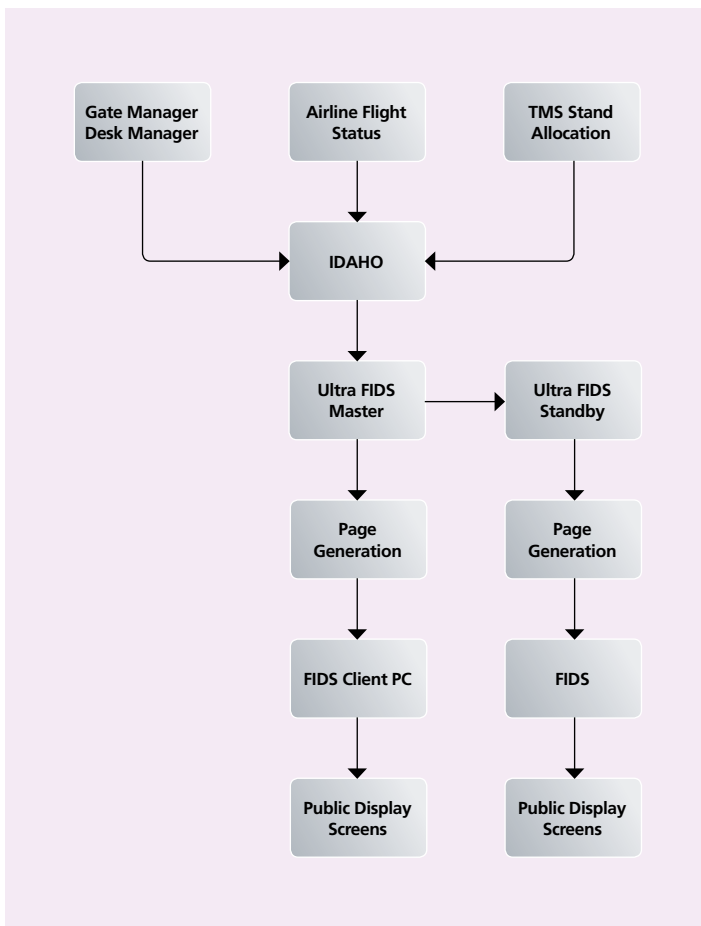 Gate Manager
Desk Manager
Airline Flight
Status
TMS Stand
Allocation
IDAHO
Ultra FIDS
Master
Ultra FIDS
Standby
Page
Generation
Page
Generation
FIDS Client PC
FIDS
Public Display
Screens
Public Display
Screens